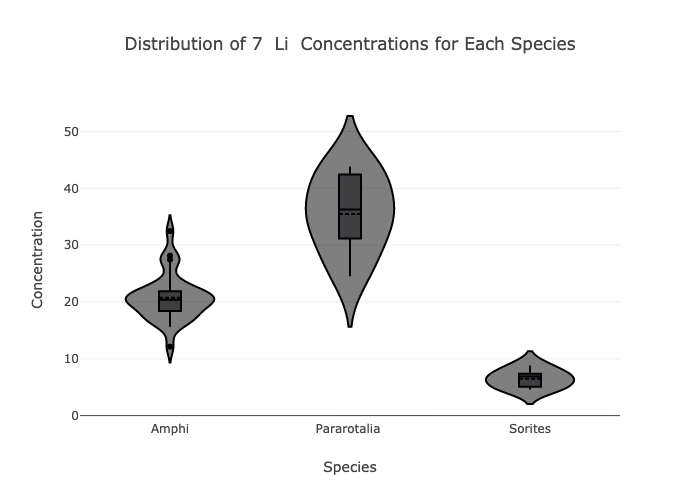 Distribution of 7  Li  Concentrations for Each Species
50
40
30
20
10
0
Concentration
Amphi
Pararotalia
Sorites
Species